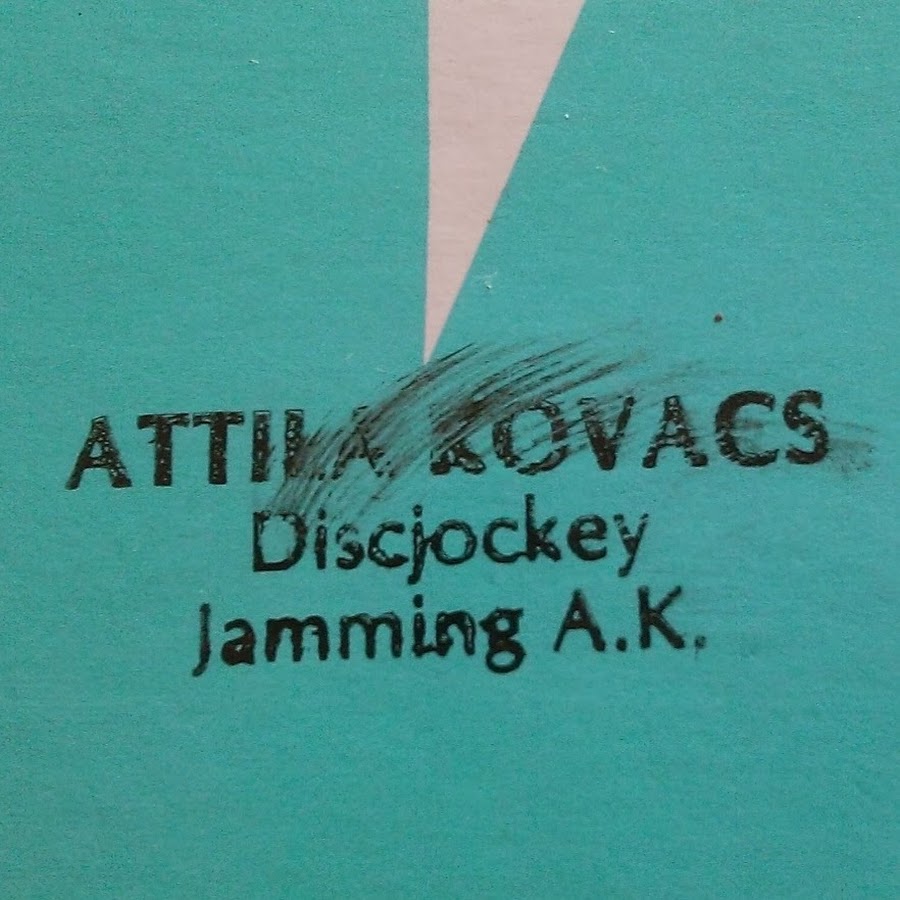 ATTILA KOVACS
Discjockey
Jamming A.K.